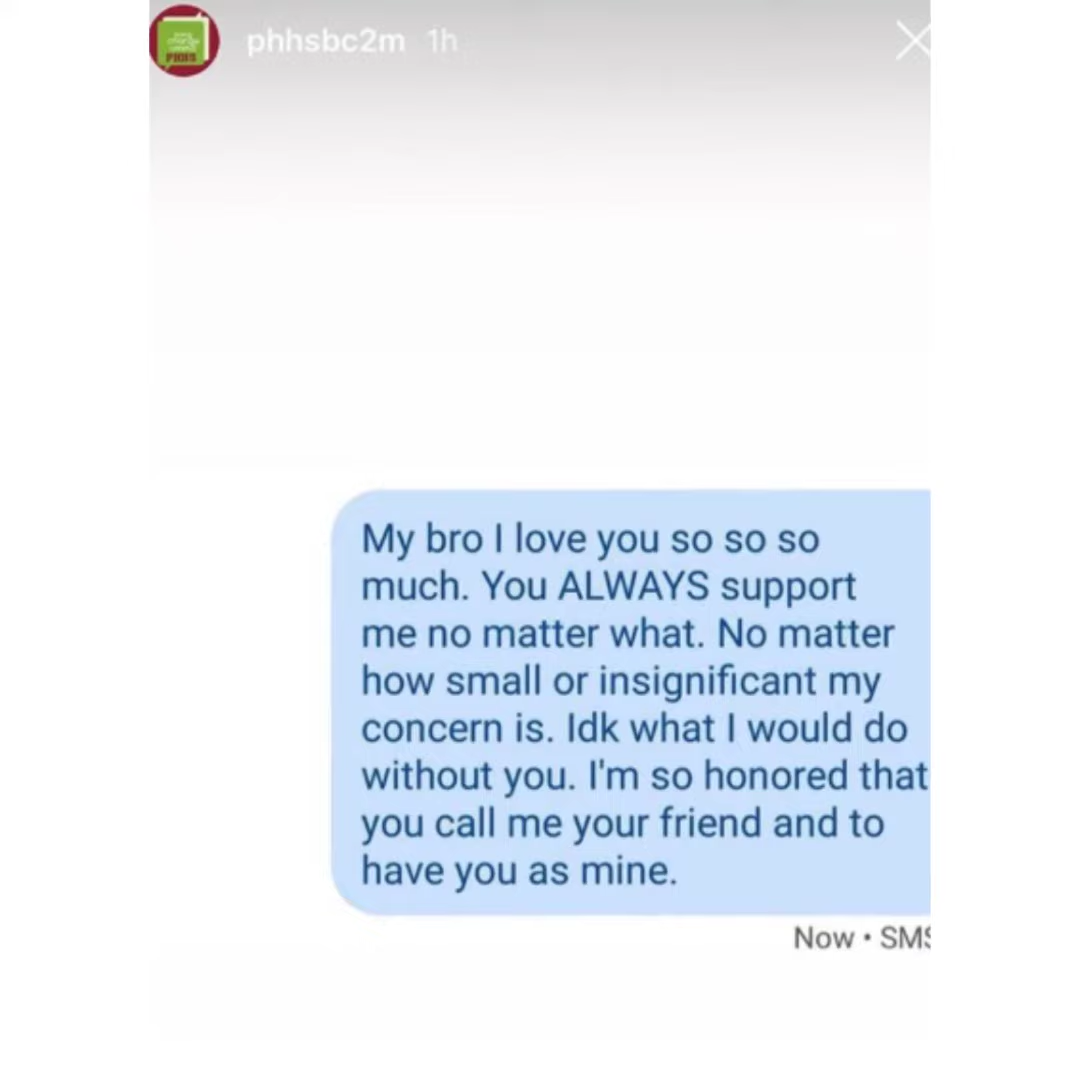 phhsbc2m 1h
My bro I love you so so so
much. You ALWAYS support
me no matter what. No matter
how small or insignificant my
concern is. Idk what I would do
without you. I'm so honored that
you call me your friend and to
have you as mine.
Now • SMS